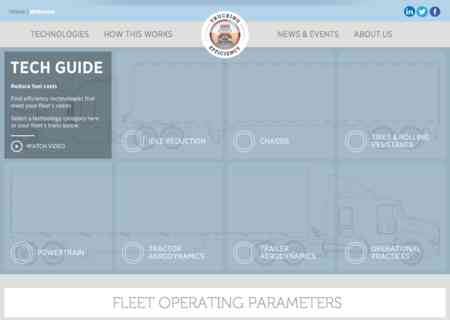 Welcome
TECHNOLOGIES
HOW THIS WORKS
TRUCKING
EFFICIENCY
NEWS & EVENTS
ABOUT US
TECH GUIDE
Reduce fuel costs
Find efficiency technologies that
meet your fleet's needs
Select a technology category here
or your fleet's traits below.
WATCH VIDEO
IDLE REDUCTION
CHASSIS
TIRES & ROLLING
RESISTANCE
POWERTRAIN
TRACTOR
AERODYNAMICS
TRAILER
AERODYNAMICS
OPERATIONAL
PRACTICES
FLEET OPERATING PARAMETERS